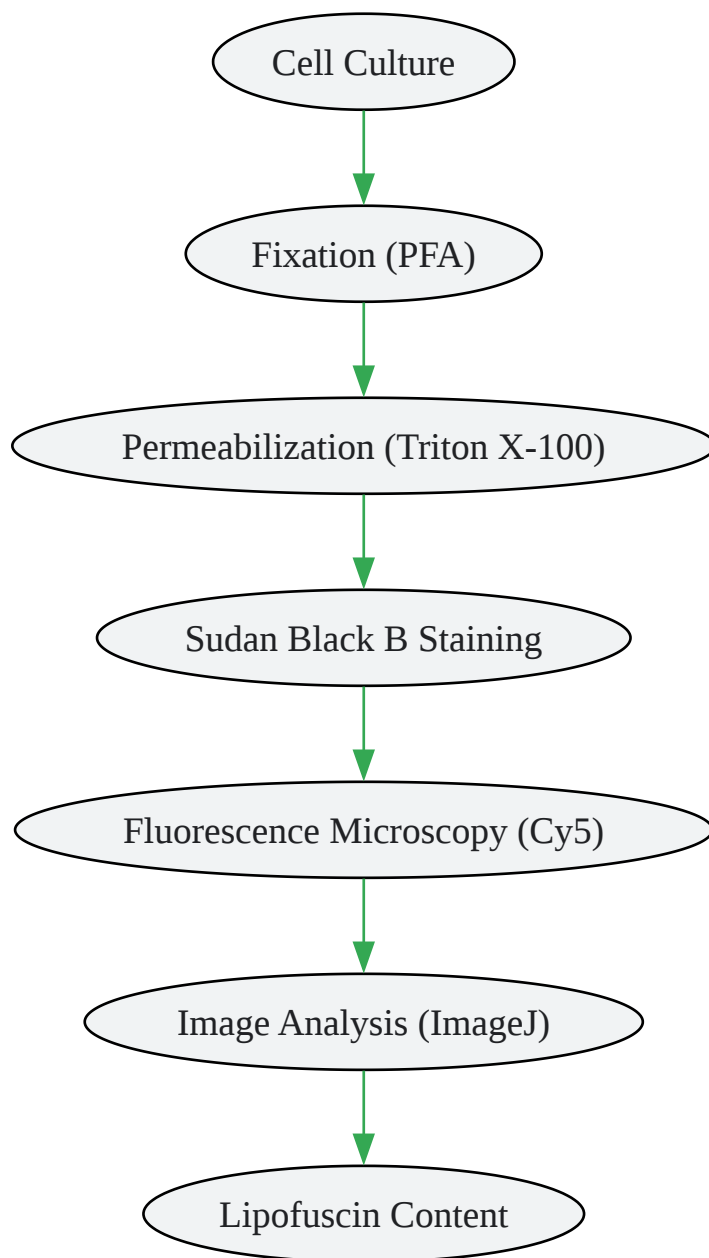 Cell Culture
Fixation (PFA)
Permeabilization (Triton X-100)
Sudan Black B Staining
Fluorescence Microscopy (Cy5)
Image Analysis (ImageJ)
Lipofuscin Content